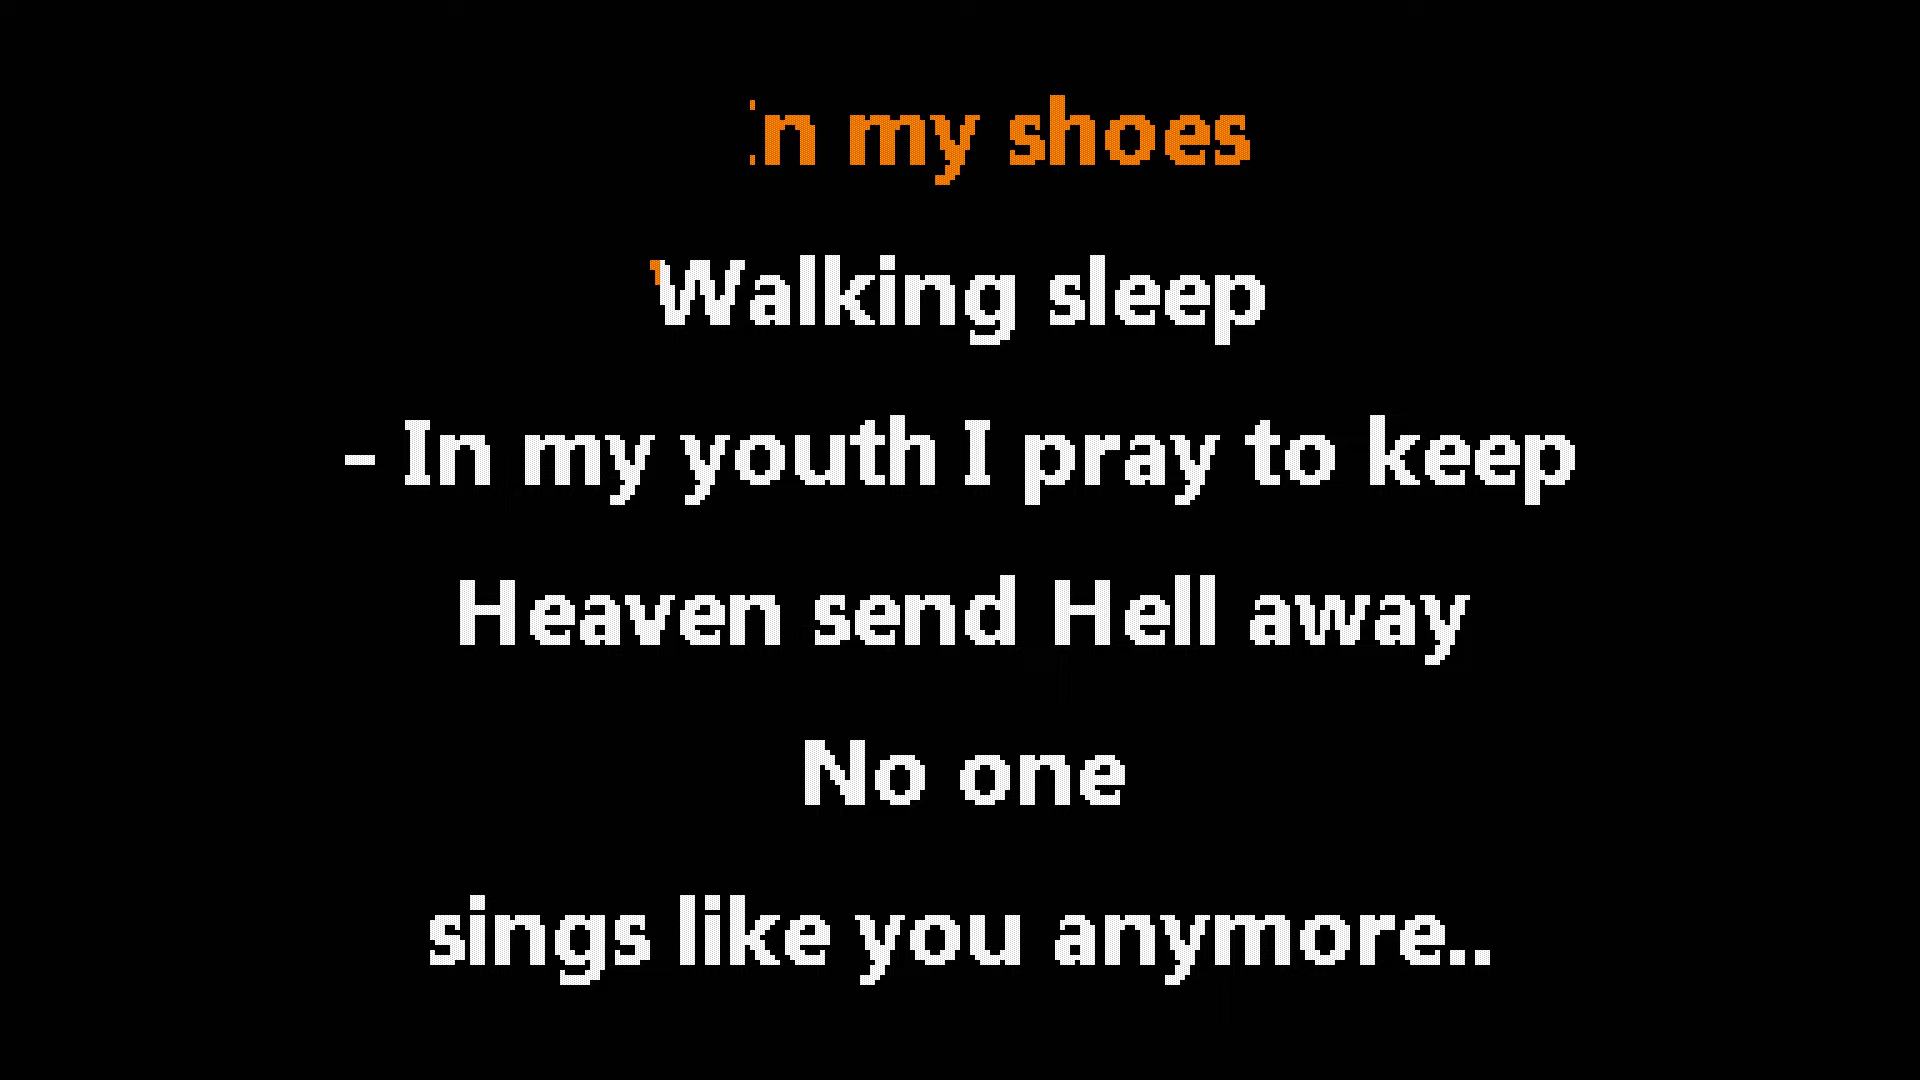 In my shoes
Walking sleep
- In my youth I pray to keep
Heaven send Hell away
No one
sings like you anymore..